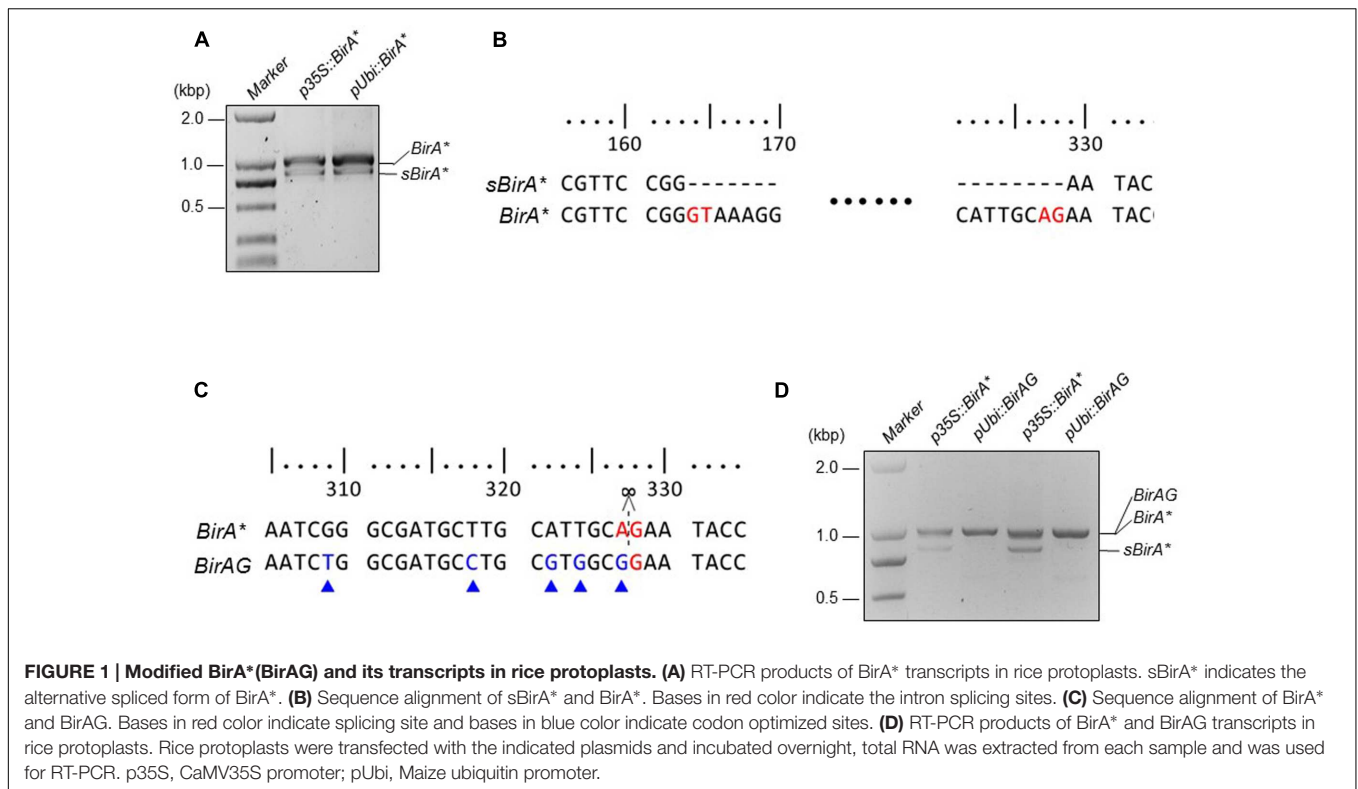 A
B
Marker
p35S::BirA*
pUbi::BirA*
(kbp)
2.0
1.0
0.5
BirA*
sBirA*
....| ....|....|
160 170
....|....| ....
330
sBirA* CGTTC CGG------- --------AA TAC
BirA* CGTTC CGGGTAAAGG ...... CATTGCAGAA TAC
C
D
|....| ....|....| ....|....| ....
310 320 330
∞
BirA* AATCGG GCGATGCTTG CATTGCAGAA TACC
BirAG AATCTG GCGATGCCTG CGTGGCGGAA TACC
Marker
p35S::BirA*
pUbi::BirAG
p35S::BirA*
pUbi::BirAG
(kbp)
2.0
1.0
0.5
BirAG
BirA*
sBirA*
FIGURE 1 | Modified BirA*(BirAG) and its transcripts in rice protoplasts. (A) RT-PCR products of BirA* transcripts in rice protoplasts. sBirA* indicates the
alternative spliced form of BirA*. (B) Sequence alignment of sBirA* and BirA*. Bases in red color indicate the intron splicing sites. (C) Sequence alignment of BirA*
and BirAG. Bases in red color indicate splicing site and bases in blue color indicate codon optimized sites. (D) RT-PCR products of BirA* and BirAG transcripts in
rice protoplasts. Rice protoplasts were transfected with the indicated plasmids and incubated overnight, total RNA was extracted from each sample and was used
for RT-PCR. p35S, CaMV35S promoter; pUbi, Maize ubiquitin promoter.